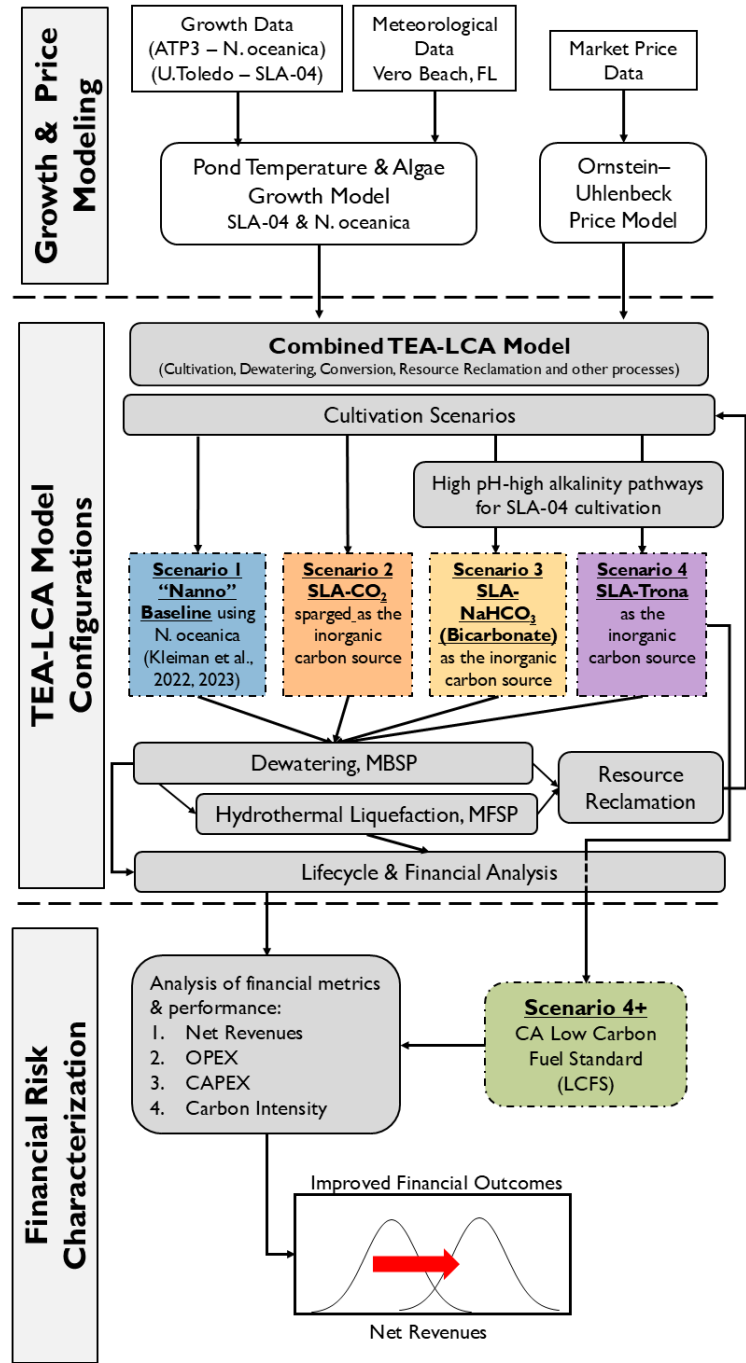 Growth & Price
Modeling
Growth Data
(ATP3 – N. oceanica)
(U.Toledo – SLA-04)
Meteorological
Data
Vero Beach, FL
Market Price
Data
Pond Temperature & Algae
Growth Model
SLA-04 & N. oceanica
Ornstein–
Uhlenbeck
Price Model
TEA-LCA Model
Configurations
Combined TEA-LCA Model
(Cultivation, Dewatering, Conversion, Resource Reclamation and other processes)
Cultivation Scenarios
High pH-high alkalinity pathways
for SLA-04 cultivation
Scenario 1
“Nanno”
Baseline using
N. oceanica
(Kleiman et al.,
2022, 2023)
Scenario 2
SLA-CO₂
sparged as the
inorganic
carbon source
Scenario 3
SLA-
NaHCO₃
(Bicarbonate)
as the inorganic
carbon source
Scenario 4
SLA-Trona
as the
inorganic
carbon source
Dewatering, MBSP
Hydrothermal Liquefaction, MFSP
Resource
Reclamation
Lifecycle & Financial Analysis
Financial Risk
Characterization
Analysis of financial metrics
& performance:
1. Net Revenues
2. OPEX
3. CAPEX
4. Carbon Intensity
Scenario 4+
CA Low Carbon
Fuel Standard
(LCFS)
Improved Financial Outcomes
Net Revenues